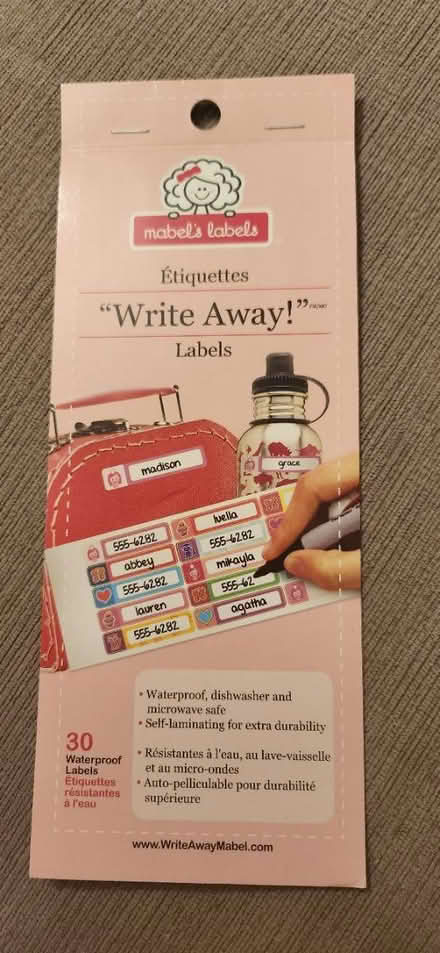 mabel's labels
Étiquettes
"Write Away!"
Labels
madison
grace
lwella
555-6282
555-6282
abbey
mikayla
555-6282
555-62
lauren
agatha
555-6282
• Waterproof, dishwasher and
microwave safe
• Self-laminating for extra durability
• Résistantes à l'eau, au lave-vaisselle
et au micro-ondes
• Auto-pelliculable pour durabilité
supérieure
30
Waterproof
Labels
Étiquettes
résistantes
à l'eau
www.WriteAwayMabel.com